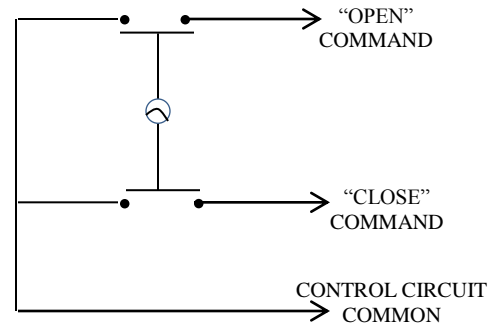 “OPEN”
COMMAND
“CLOSE”
COMMAND
CONTROL CIRCUIT
COMMON